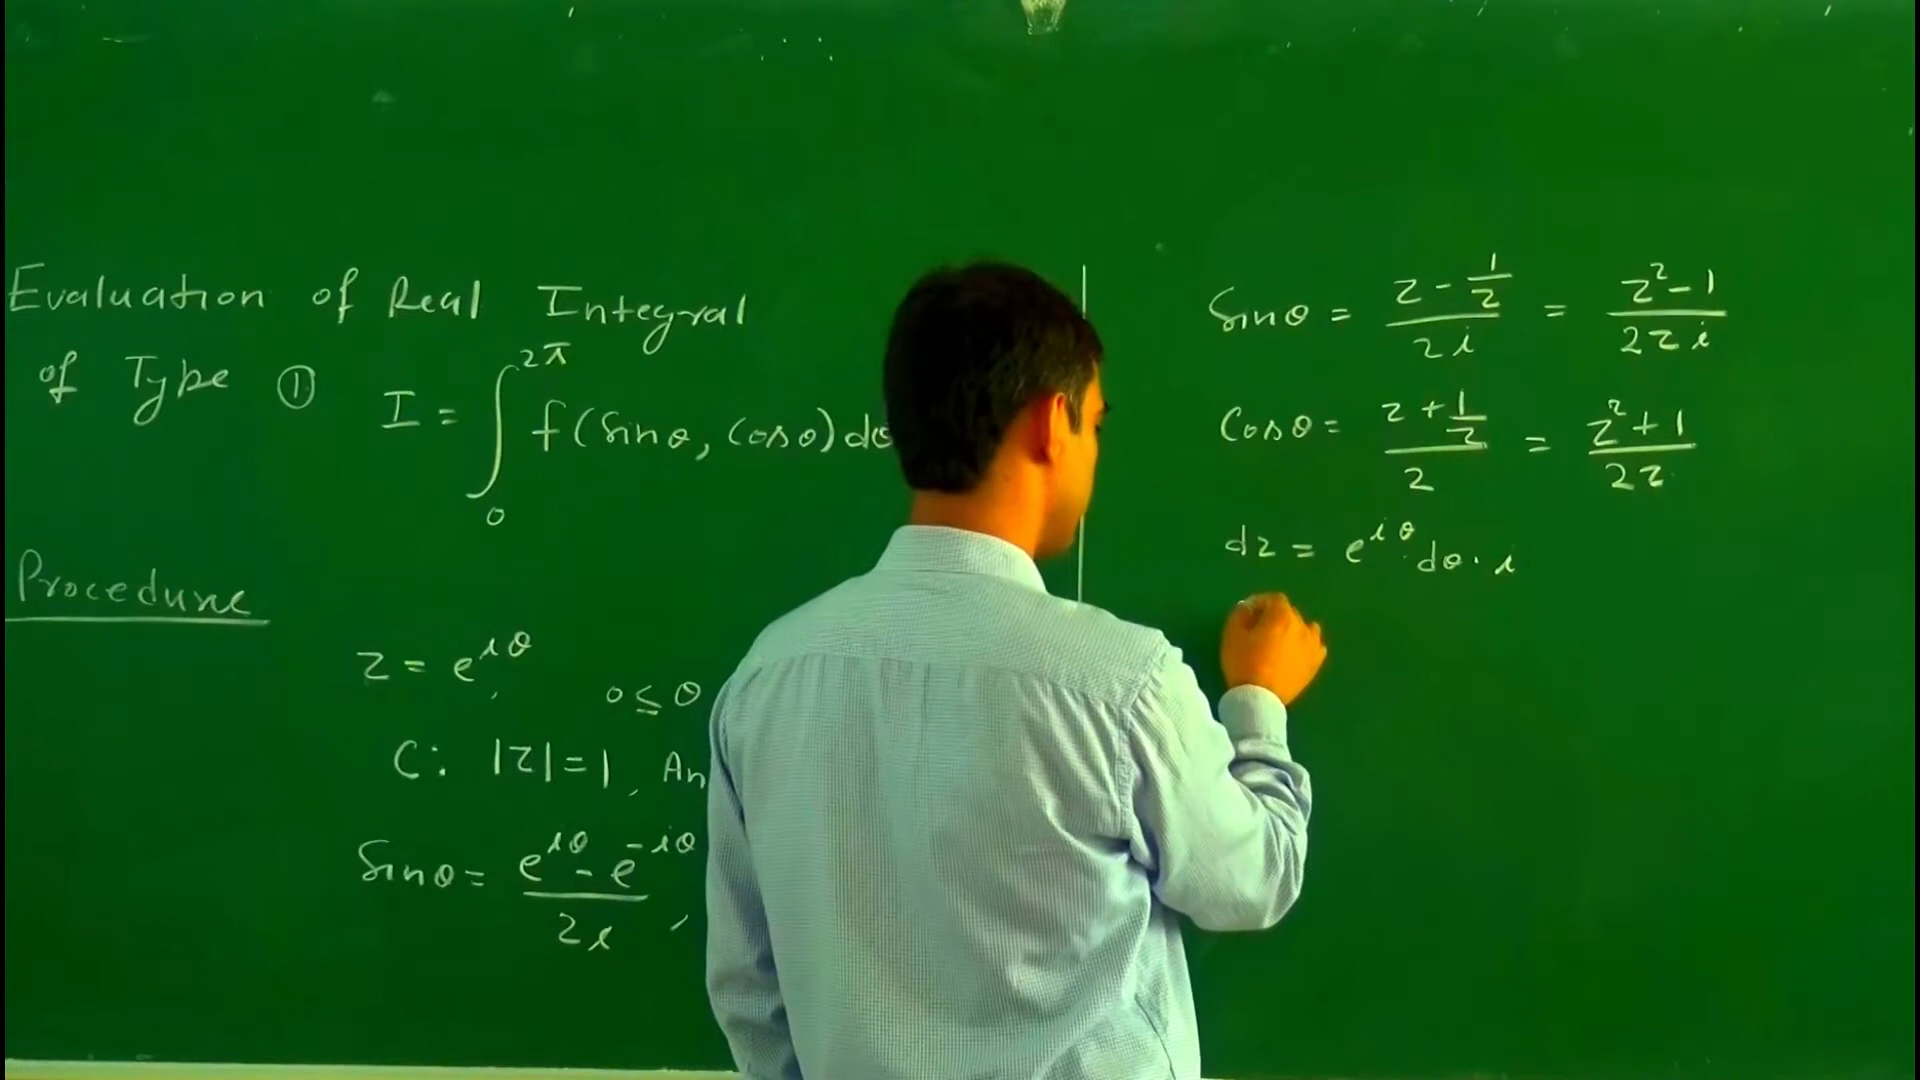 Evaluation of Real Integral
of Type ① I = ∫₀^{2π} f(Sinθ, Cosθ) dθ
Procedure
z = e^{iθ}, 0 ≤ θ
C: |z| = 1, An
Sinθ = (e^{iθ} - e^{-iθ})/2i ,
Sinθ = (z - 1/z)/2i = (z² - 1)/2zi
Cosθ = (z + 1/z)/2 = (z² + 1)/2z
dz = e^{iθ} · dθ · i